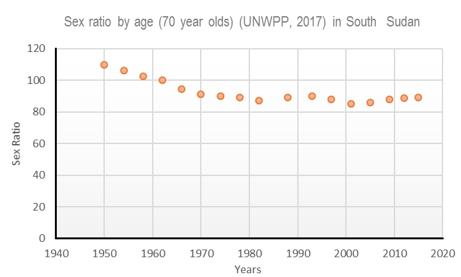 Sex ratio by age (70 year olds) (UNWPP, 2017) in South Sudan
120
100
80
60
40
20
0
Sex Ratio
1940 1950 1960 1970 1980 1990 2000 2010 2020
Years